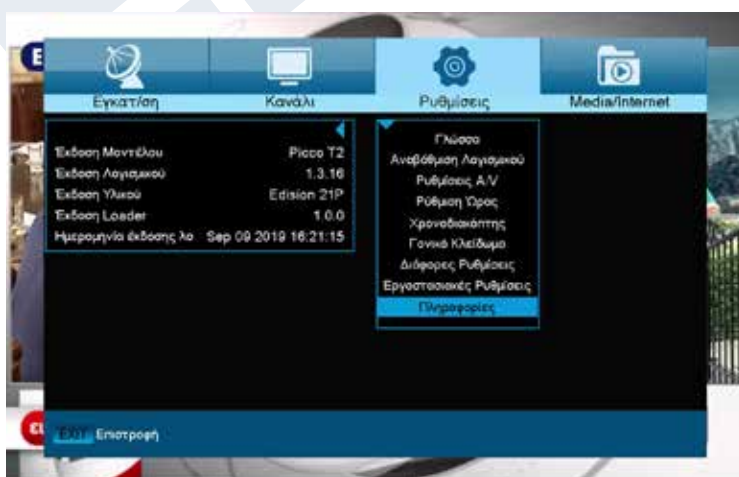 Εγκατ/ση
Κανάλι
Ρυθμίσεις
Media/Internet
Έκδοση Μοντέλου Picco T2
Έκδοση Λογισμικού 1.3.16
Έκδοση Υλικού Edision 21P
Έκδοση Loader 1.0.0
Ημερομηνία έκδοσης λο Sep 09 2019 16:21:15
Γλώσσα
Αναβάθμιση Λογισμικού
Ρυθμίσεις A/V
Ρύθμιση Ώρας
Χρονοδιακόπτης
Γονικό Κλείδωμα
Διάφορες Ρυθμίσεις
Εργοστασιακές Ρυθμίσεις
Πληροφορίες
EXIT Επιστροφή